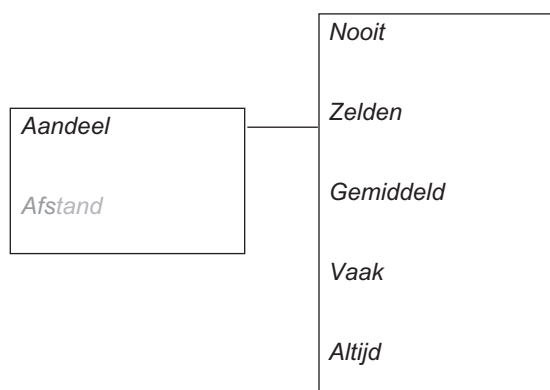 Aandeel
Afstand
Nooit
Zelden
Gemiddeld
Vaak
Altijd